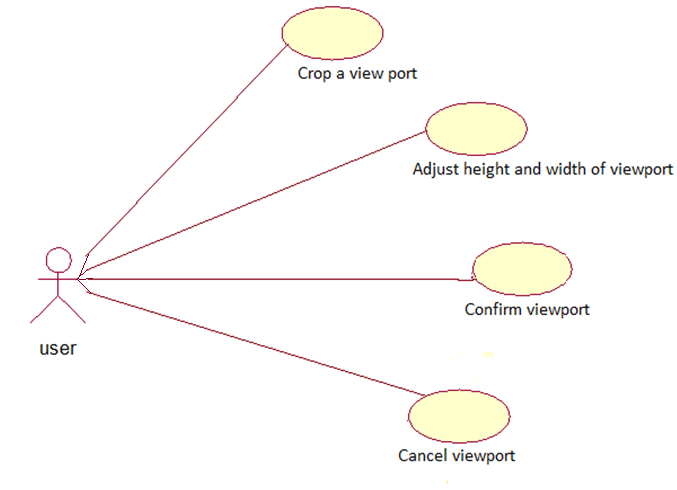 Crop a view port
Adjust height and width of viewport
Confirm viewport
user
Cancel viewport